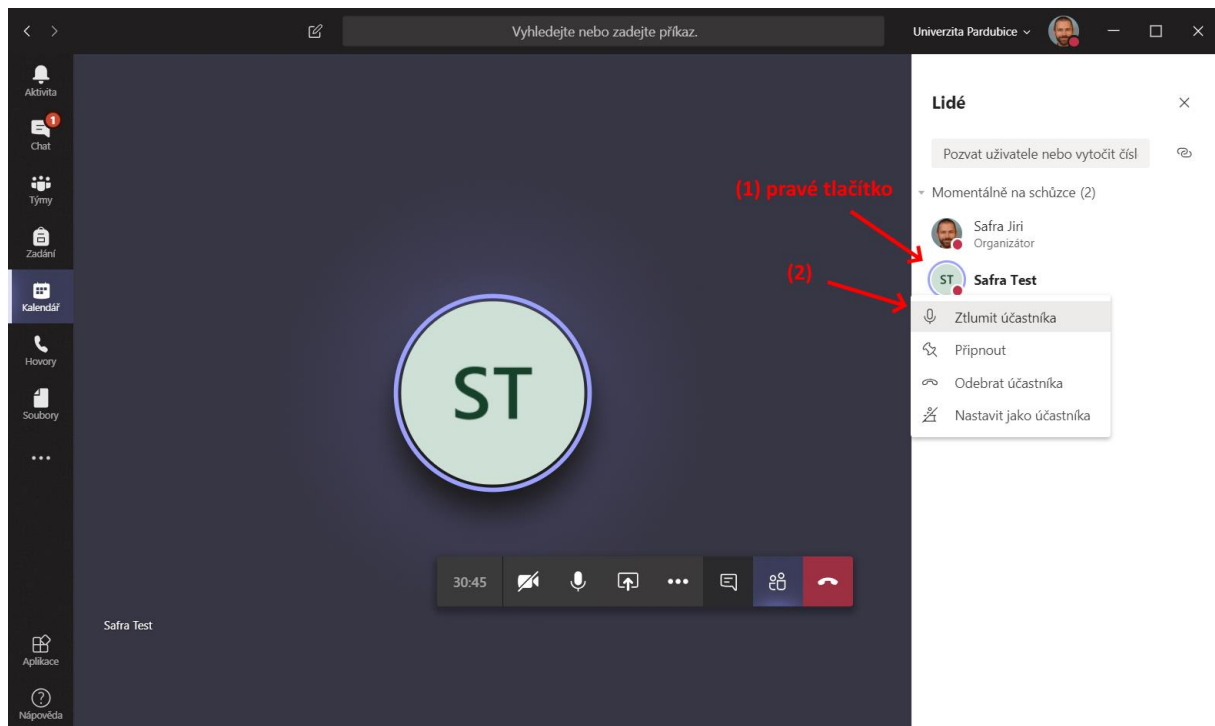 Vyhledejte nebo zadejte příkaz.
Univerzita Pardubice
Aktivita
1
Chat
Týmy
Zadání
Kalendář
Hovory
Soubory
Aplikace
Nápověda
ST
Safra Test
30:45
(1) pravé tlačítko
(2)
Lidé
Pozvat uživatele nebo vytočit čísl
Momentálně na schůzce (2)
Safra Jiri
Organizátor
ST
Safra Test
Ztlumit účastníka
Připnout
Odebrat účastníka
Nastavit jako účastníka